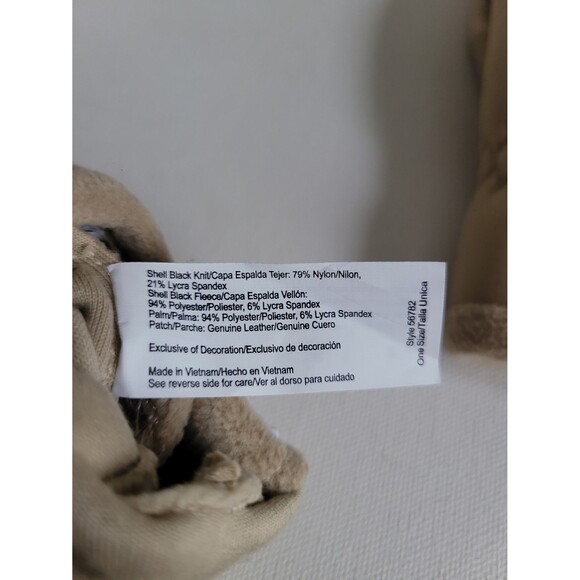 Shell Black Knit/Capa Espalda Tejer: 79% Nylon/Nilon,
21% Lycra Spandex
Shell Black Fleece/Capa Espalda Vellón:
94% Polyester/Poliester, 6% Lycra Spandex
Palm/Palma: 94% Polyester/Poliester, 6% Lycra Spandex
Patch/Parche: Genuine Leather/Genuine Cuero
Exclusive of Decoration/Exclusivo de decoración
Made in Vietnam/Hecho en Vietnam
See reverse side for care/Ver al dorso para cuidado
Style 56782
One Size/Talla Unica